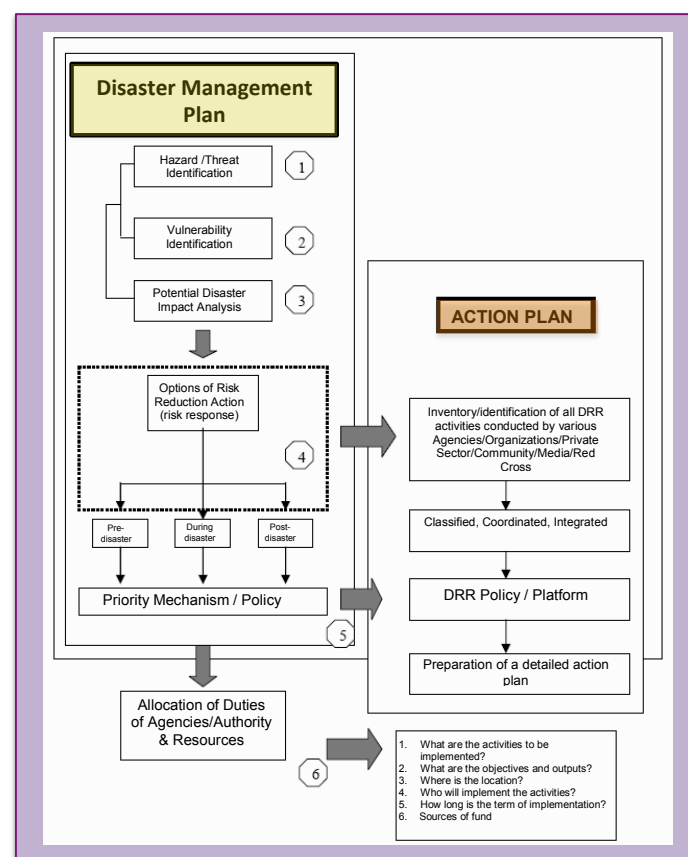 Disaster Management
Plan
Hazard /Threat
Identification
1
Vulnerability
Identification
2
Potential Disaster
Impact Analysis
3
Options of Risk
Reduction Action
(risk response)
4
Pre-
disaster
During
disaster
Post-
disaster
Priority Mechanism / Policy
5
Allocation of Duties
of Agencies/Authority
& Resources
6
ACTION PLAN
Inventory/identification of all DRR
activities conducted by various
Agencies/Organizations/Private
Sector/Community/Media/Red
Cross
Classified, Coordinated, Integrated
DRR Policy / Platform
Preparation of a detailed action
plan
1. What are the activities to be
implemented?
2. What are the objectives and outputs?
3. Where is the location?
4. Who will implement the activities?
5. How long is the term of implementation?
6. Sources of fund